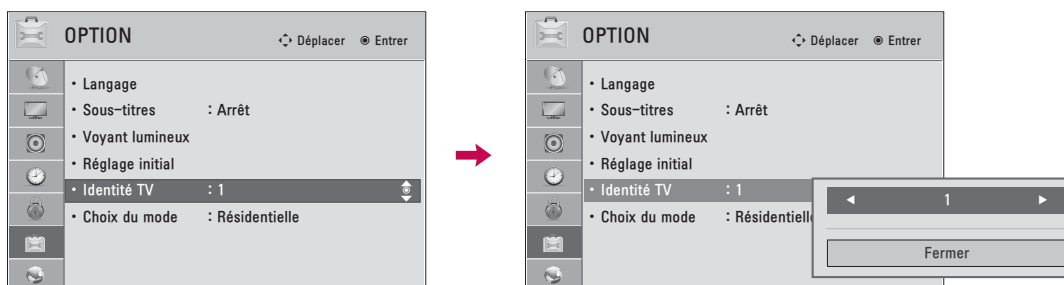 OPTION
Déplacer
Entrer
• Langage
• Sous-titres : Arrêt
• Voyant lumineux
• Réglage initial
• Identité TV : 1
• Choix du mode : Résidentielle
OPTION
Déplacer
Entrer
• Langage
• Sous-titres : Arrêt
• Voyant lumineux
• Réglage initial
• Identité TV : 1
• Choix du mode : Résidentiell
◄ 1 ►
Fermer